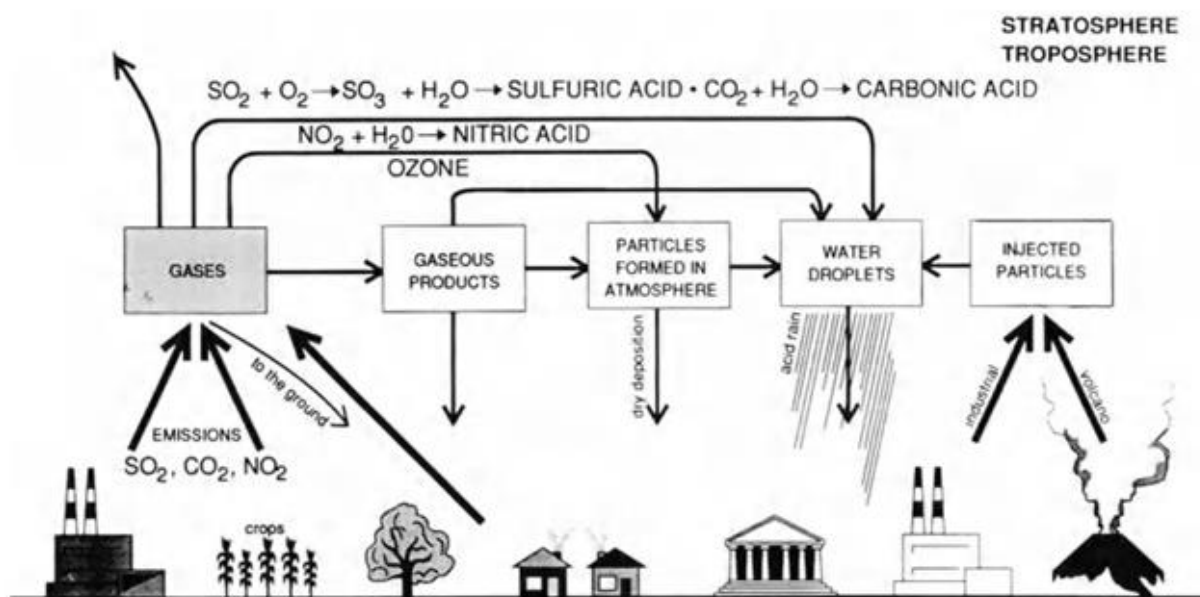 STRATOSPHERE
TROPOSPHERE
SO₂ + O₂ → SO₃ + H₂O → SULFURIC ACID • CO₂ + H₂O → CARBONIC ACID
NO₂ + H₂0 → NITRIC ACID
OZONE
GASES
GASEOUS
PRODUCTS
PARTICLES
FORMED IN
ATMOSPHERE
WATER
DROPLETS
INJECTED
PARTICLES
to the ground
dry deposition
acid rain
industrial
volcano
EMISSIONS
SO₂, CO₂, NO₂
crops